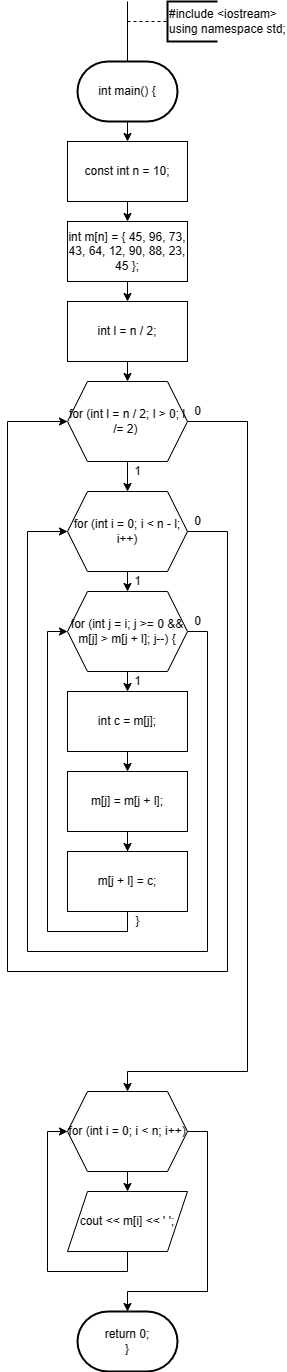 #include <iostream>
using namespace std;
int main() {
const int n = 10;
int m[n] = { 45, 96, 73,
43, 64, 12, 90, 88, 23,
45 };
int l = n / 2;
for (int l = n / 2; l > 0; l
/= 2)
0
1
for (int i = 0; i < n - l;
i++)
0
1
for (int j = i; j >= 0 &&
m[j] > m[j + l]; j--) {
0
1
int c = m[j];
m[j] = m[j + l];
m[j + l] = c;
}
for (int i = 0; i < n; i++)
cout << m[i] << ' ';
return 0;
}